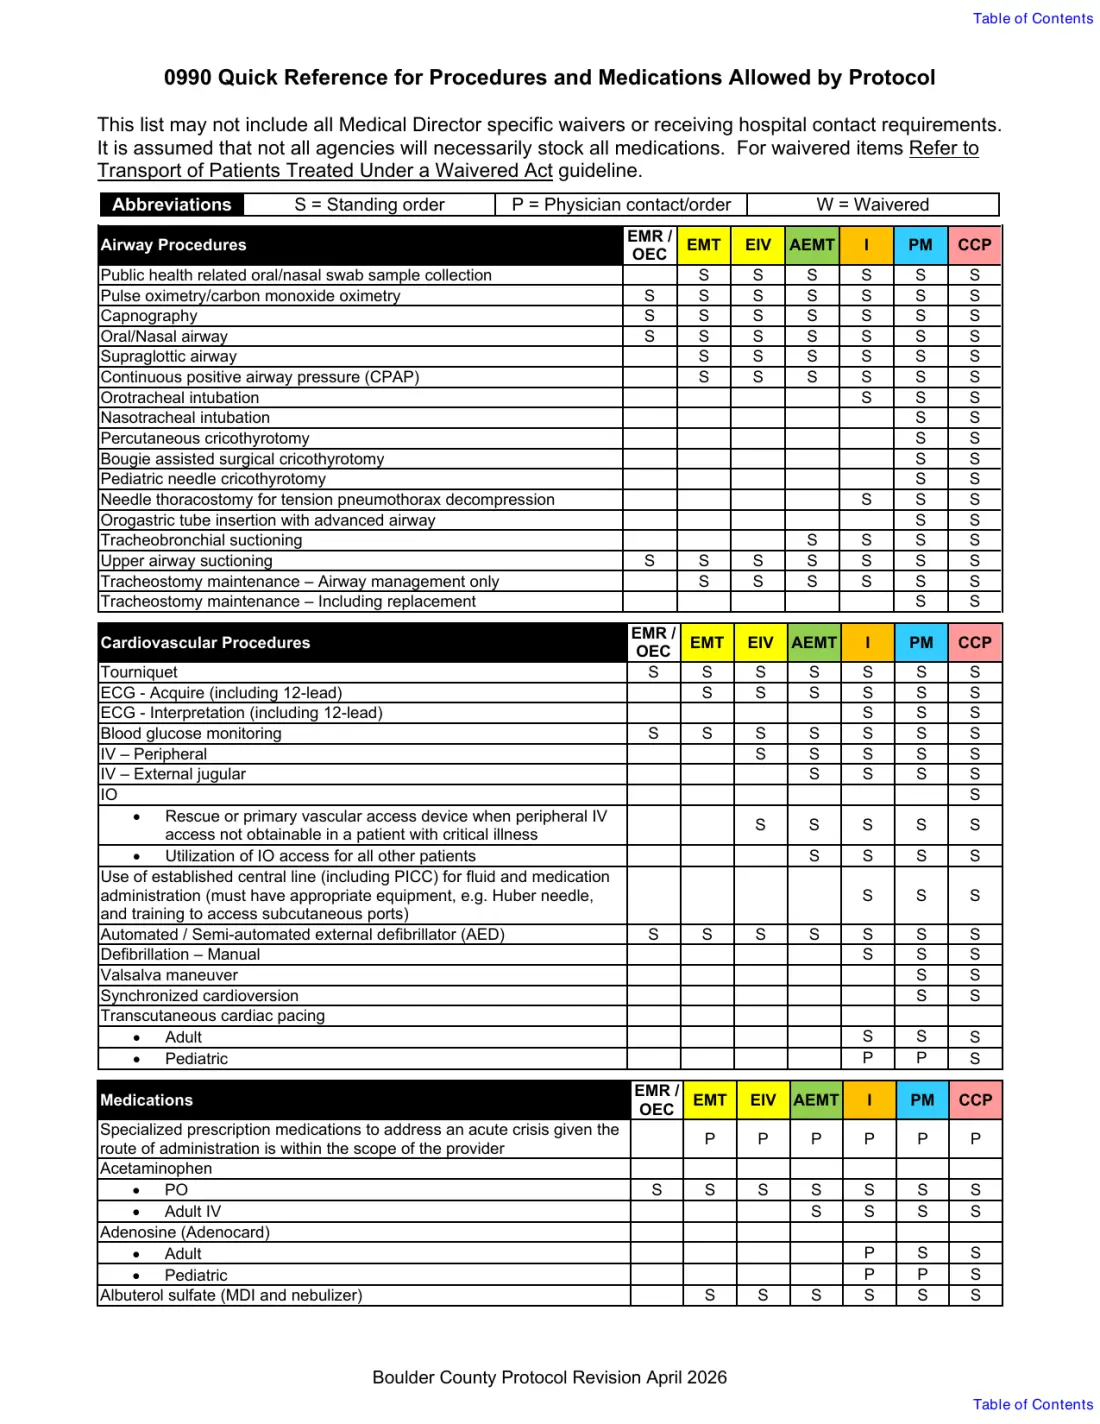 Table of Contents
0990 Quick Reference for Procedures and Medications Allowed by Protocol
This list may not include all Medical Director specific waivers or receiving hospital contact requirements.
It is assumed that not all agencies will necessarily stock all medications.  For waivered items Refer to
Transport of Patients Treated Under a Waivered Act guideline.
Abbreviations S = Standing order P = Physician contact/order W = Waivered
Airway Procedures EMR / OEC EMT EIV AEMT I PM CCP
Public health related oral/nasal swab sample collection S S S S S S
Pulse oximetry/carbon monoxide oximetry S S S S S S S
Capnography S S S S S S S
Oral/Nasal airway S S S S S S S
Supraglottic airway S S S S S S
Continuous positive airway pressure (CPAP) S S S S S S
Orotracheal intubation S S S
Nasotracheal intubation S S
Percutaneous cricothyrotomy S S
Bougie assisted surgical cricothyrotomy S S
Pediatric needle cricothyrotomy S S
Needle thoracostomy for tension pneumothorax decompression S S S
Orogastric tube insertion with advanced airway S S
Tracheobronchial suctioning S S S S
Upper airway suctioning S S S S S S S
Tracheostomy maintenance – Airway management only S S S S S S
Tracheostomy maintenance – Including replacement S S
Cardiovascular Procedures EMR / OEC EMT EIV AEMT I PM CCP
Tourniquet S S S S S S S
ECG - Acquire (including 12-lead) S S S S S S
ECG - Interpretation (including 12-lead) S S S
Blood glucose monitoring S S S S S S S
IV – Peripheral S S S S S
IV – External jugular S S S S
IO S
• Rescue or primary vascular access device when peripheral IV
access not obtainable in a patient with critical illness S S S S S
• Utilization of IO access for all other patients S S S S
Use of established central line (including PICC) for fluid and medication
administration (must have appropriate equipment, e.g. Huber needle, S S S
and training to access subcutaneous ports)
Automated / Semi-automated external defibrillator (AED) S S S S S S S
Defibrillation – Manual S S S
Valsalva maneuver S S
Synchronized cardioversion S S
Transcutaneous cardiac pacing
• Adult S S S
• Pediatric P P S
Medications EMR / OEC EMT EIV AEMT I PM CCP
Specialized prescription medications to address an acute crisis given the
route of administration is within the scope of the provider P P P P P P
Acetaminophen
• PO S S S S S S S
• Adult IV S S S S
Adenosine (Adenocard)
• Adult P S S
• Pediatric P P S
Albuterol sulfate (MDI and nebulizer) S S S S S S
Boulder County Protocol Revision April 2026
Table of Contents